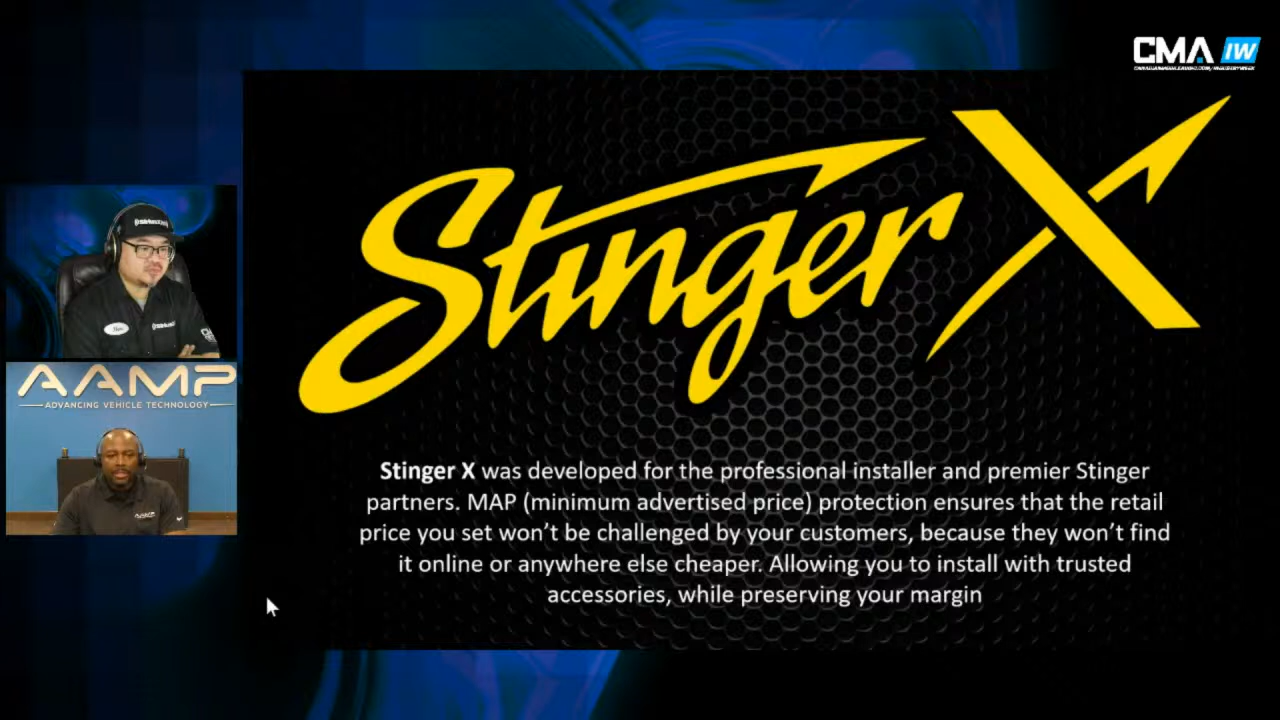 CMA IW
Stinger X
AAMP
ADVANCING VEHICLE TECHNOLOGY
AAMP
Stinger X was developed for the professional installer and premier Stinger
partners. MAP (minimum advertised price) protection ensures that the retail
price you set won't be challenged by your customers, because they won't find
it online or anywhere else cheaper. Allowing you to install with trusted
accessories, while preserving your margin